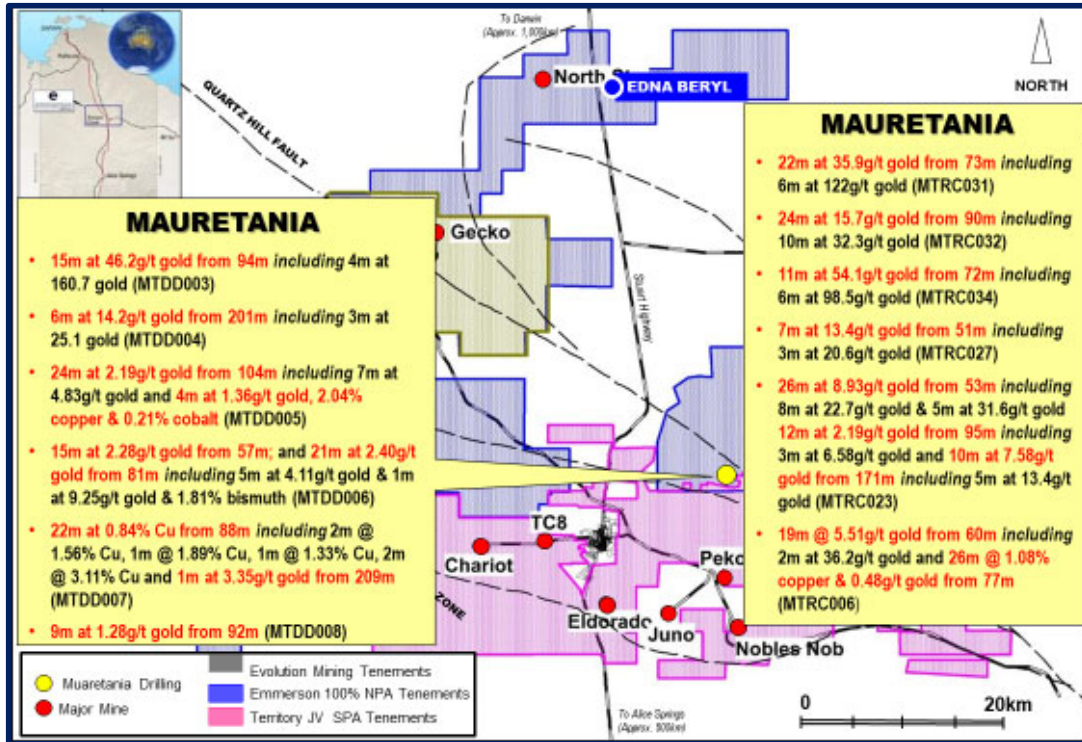 To Darwin
(Approx. 1,000km)
North
EDNA BERYL
NORTH
QUARTZ HILL FAULT
Gecko
Stuart Highway
MAURETANIA
• 15m at 46.2g/t gold from 94m including 4m at
160.7 gold (MTDD003)
• 6m at 14.2g/t gold from 201m including 3m at
25.1 gold (MTDD004)
• 24m at 2.19g/t gold from 104m including 7m at
4.83g/t gold and 4m at 1.36g/t gold, 2.04%
copper & 0.21% cobalt (MTDD005)
• 15m at 2.28g/t gold from 57m; and 21m at 2.40g/t
gold from 81m including 5m at 4.11g/t gold & 1m
at 9.25g/t gold & 1.81% bismuth (MTDD006)
• 22m at 0.84% Cu from 88m including 2m @
1.56% Cu, 1m @ 1.89% Cu, 1m @ 1.33% Cu, 2m
@ 3.11% Cu and 1m at 3.35g/t gold from 209m
(MTDD007)
• 9m at 1.28g/t gold from 92m (MTDD008)
MAURETANIA
• 22m at 35.9g/t gold from 73m including
6m at 122g/t gold (MTRC031)
• 24m at 15.7g/t gold from 90m including
10m at 32.3g/t gold (MTRC032)
• 11m at 54.1g/t gold from 72m including
6m at 98.5g/t gold (MTRC034)
• 7m at 13.4g/t gold from 51m including
3m at 20.6g/t gold (MTRC027)
• 26m at 8.93g/t gold from 53m including
8m at 22.7g/t gold & 5m at 31.6g/t gold
12m at 2.19g/t gold from 95m including
3m at 6.58g/t gold and 10m at 7.58g/t
gold from 171m including 5m at 13.4g/t
gold (MTRC023)
• 19m @ 5.51g/t gold from 60m including
2m at 36.2g/t gold and 26m @ 1.08%
copper & 0.48g/t gold from 77m
(MTRC006)
TC8
Chariot
Peko
ZONE
Eldorado
Juno
Nobles Nob
Muaretania Drilling
Major Mine
Evolution Mining Tenements
Emmerson 100% NPA Tenements
Territory JV SPA Tenements
To Alice Springs
(Approx. 500km)
0
20km